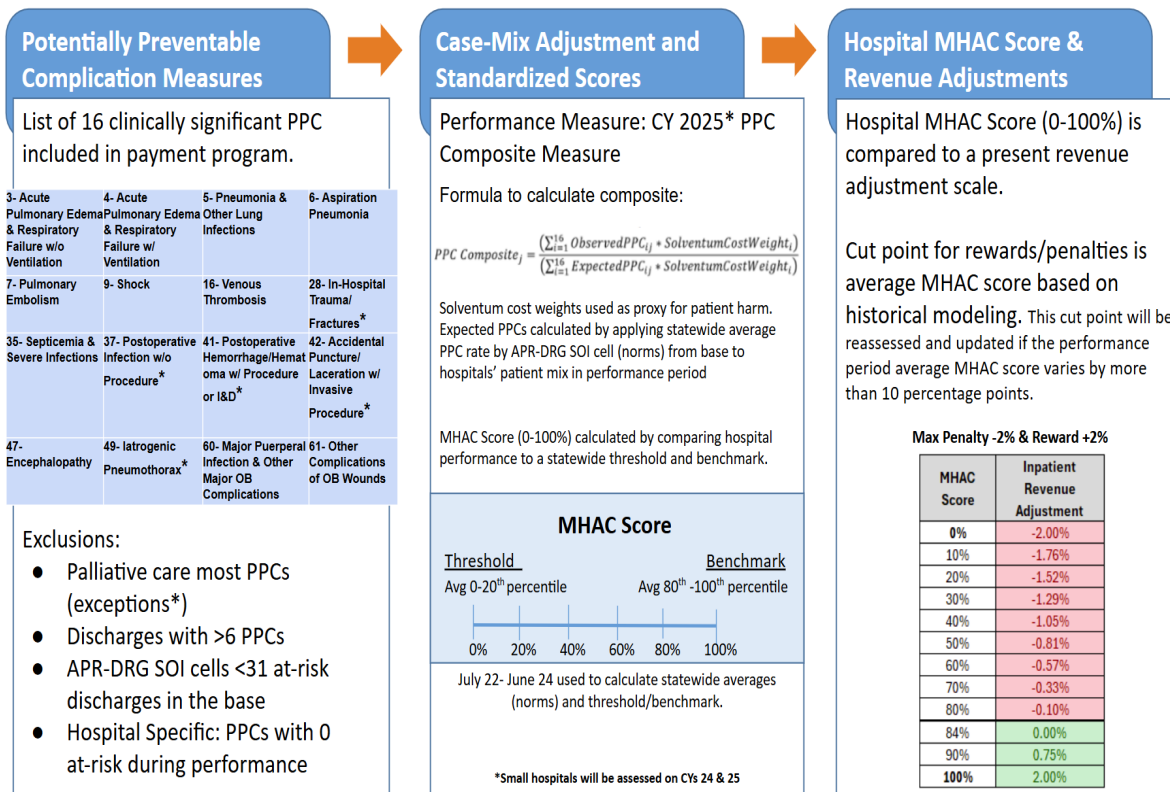 Potentially Preventable
Complication Measures
List of 16 clinically significant PPC
included in payment program.
3- Acute
Pulmonary Edema
& Respiratory
Failure w/o
Ventilation
4- Acute
Pulmonary Edema
& Respiratory
Failure w/
Ventilation
5- Pneumonia &
Other Lung
Infections
6- Aspiration
Pneumonia
7- Pulmonary
Embolism
9- Shock
16- Venous
Thrombosis
28- In-Hospital
Trauma/
Fractures*
35- Septicemia &
Severe Infections
37- Postoperative
Infection w/o
Procedure*
41- Postoperative
Hemorrhage/Hemat
oma w/ Procedure
or I&D*
42- Accidental
Puncture/
Laceration w/
Invasive
Procedure*
47-
Encephalopathy
49- Iatrogenic
Pneumothorax*
60- Major Puerperal
Infection & Other
Major OB
Complications
61- Other
Complications
of OB Wounds
Exclusions:
● Palliative care most PPCs
(exceptions*)
● Discharges with >6 PPCs
● APR-DRG SOI cells <31 at-risk
discharges in the base
● Hospital Specific: PPCs with 0
at-risk during performance
Case-Mix Adjustment and
Standardized Scores
Performance Measure: CY 2025* PPC
Composite Measure
Formula to calculate composite:
PPC Composite_j = (∑_{i=1}^{16} ObservedPPC_{ij} * SolventumCostWeight_i) / (∑_{i=1}^{16} ExpectedPPC_{ij} * SolventumCostWeight_i)
Solventum cost weights used as proxy for patient harm.
Expected PPCs calculated by applying statewide average
PPC rate by APR-DRG SOI cell (norms) from base to
hospitals' patient mix in performance period
MHAC Score (0-100%) calculated by comparing hospital
performance to a statewide threshold and benchmark.
MHAC Score
Threshold Benchmark
Avg 0-20th percentile Avg 80th -100th percentile
0% 20% 40% 60% 80% 100%
July 22- June 24 used to calculate statewide averages
(norms) and threshold/benchmark.
*Small hospitals will be assessed on CYs 24 & 25
Hospital MHAC Score &
Revenue Adjustments
Hospital MHAC Score (0-100%) is
compared to a present revenue
adjustment scale.
Cut point for rewards/penalties is
average MHAC score based on
historical modeling. This cut point will be
reassessed and updated if the performance
period average MHAC score varies by more
than 10 percentage points.
Max Penalty -2% & Reward +2%
MHAC
Score
Inpatient
Revenue
Adjustment
0% -2.00%
10% -1.76%
20% -1.52%
30% -1.29%
40% -1.05%
50% -0.81%
60% -0.57%
70% -0.33%
80% -0.10%
84% 0.00%
90% 0.75%
100% 2.00%